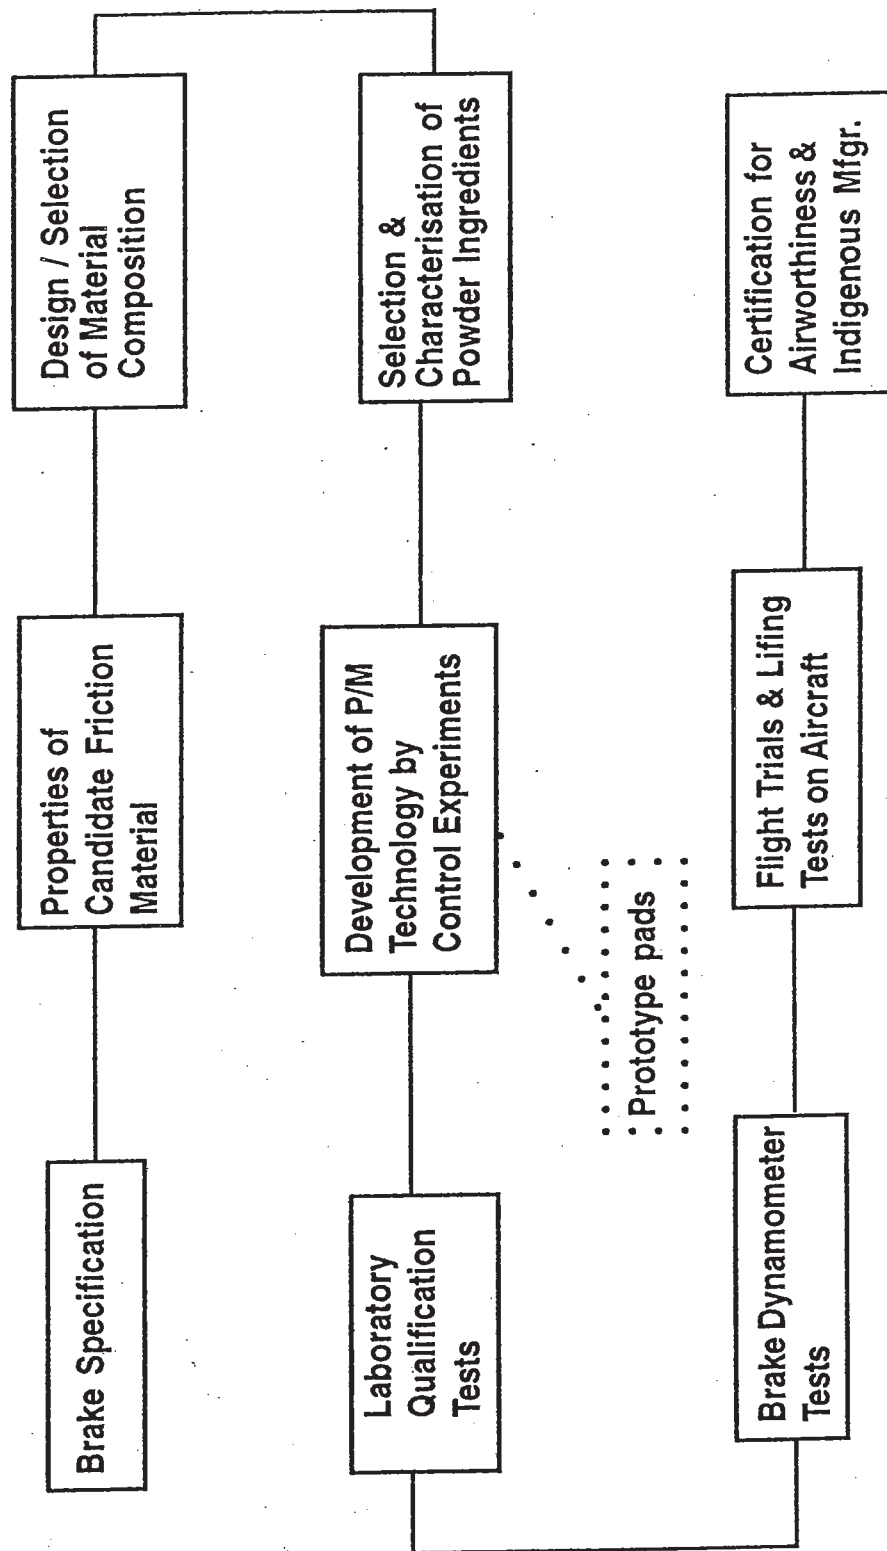 Brake Specification
Properties of
Candidate Friction
Material
Design / Selection
of Material
Composition
Selection &
Characterisation of
Powder Ingredients
Development of P/M
Technology by
Control Experiments
Prototype pads
Laboratory
Qualification
Tests
Brake Dynamometer
Tests
Flight Trials & Lifing
Tests on Aircraft
Certification for
Airworthiness &
Indigenous Mfgr.